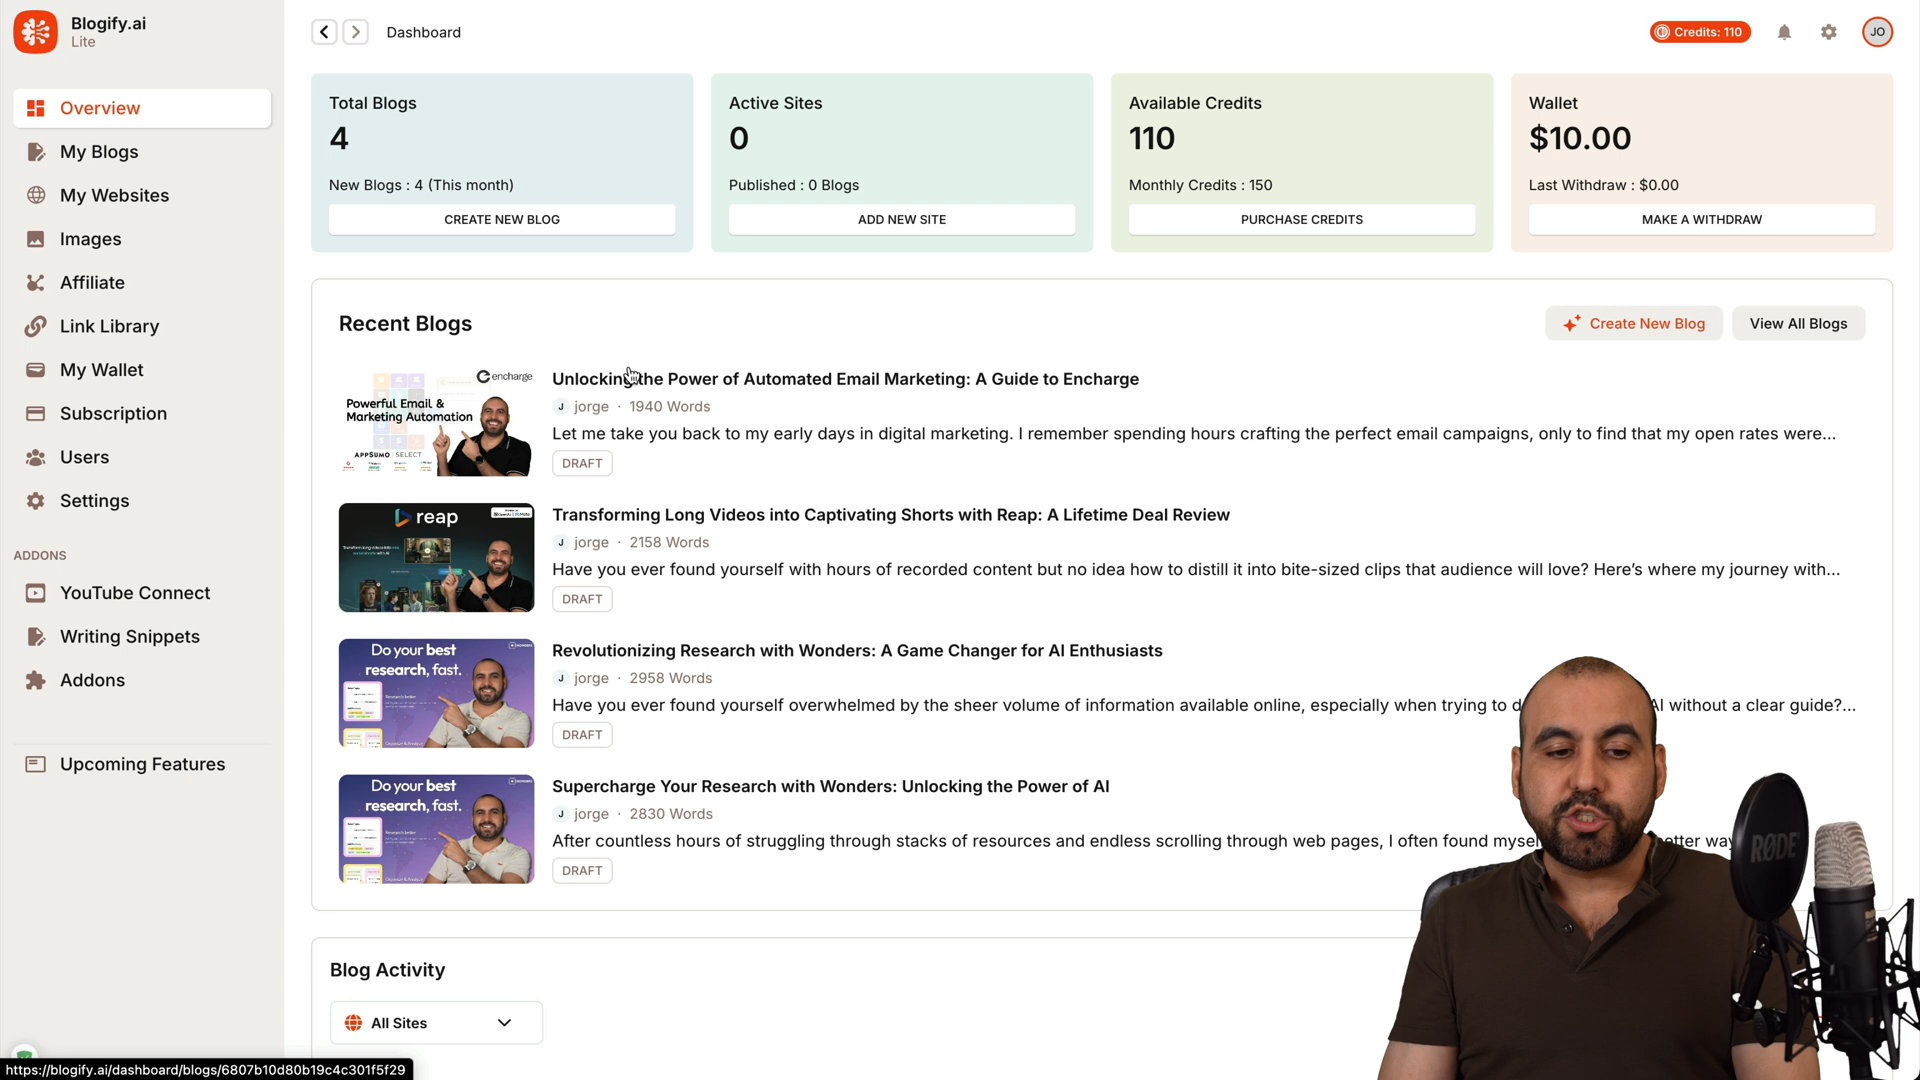 Blogify.ai
Lite
Dashboard
Credits: 110
JO
Overview
My Blogs
My Websites
Images
Affiliate
Link Library
My Wallet
Subscription
Users
Settings
ADDONS
YouTube Connect
Writing Snippets
Addons
Upcoming Features
Total Blogs
4
New Blogs : 4 (This month)
CREATE NEW BLOG
Active Sites
0
Published : 0 Blogs
ADD NEW SITE
Available Credits
110
Monthly Credits : 150
PURCHASE CREDITS
Wallet
$10.00
Last Withdraw : $0.00
MAKE A WITHDRAW
Recent Blogs
Create New Blog
View All Blogs
encharge
Powerful Email &
Marketing Automation
APPSUMO | SELECT
Unlocking the Power of Automated Email Marketing: A Guide to Encharge
J jorge · 1940 Words
Let me take you back to my early days in digital marketing. I remember spending hours crafting the perfect email campaigns, only to find that my open rates were...
DRAFT
reap
Transforming Long Videos into Captivating Shorts with Reap: A Lifetime Deal Review
J jorge · 2158 Words
Have you ever found yourself with hours of recorded content but no idea how to distill it into bite-sized clips that audience will love? Here's where my journey with...
DRAFT
Do your best
research, fast.
Revolutionizing Research with Wonders: A Game Changer for AI Enthusiasts
J jorge · 2958 Words
Have you ever found yourself overwhelmed by the sheer volume of information available online, especially when trying to AI without a clear guide?...
DRAFT
Do your best
research, fast.
Supercharge Your Research with Wonders: Unlocking the Power of AI
J jorge · 2830 Words
After countless hours of struggling through stacks of resources and endless scrolling through web pages, I often found
DRAFT
RØDE
Blog Activity
All Sites
https://blogify.ai/dashboard/blogs/6807b10d80b19c4c301f5f29